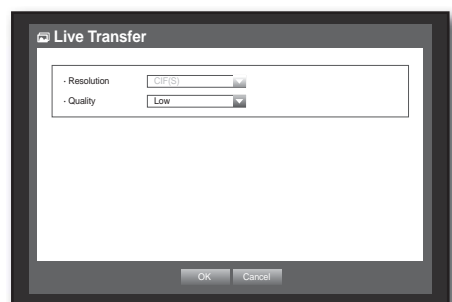 Live Transfer
· Resolution CIF(S)
· Quality Low
OK Cancel